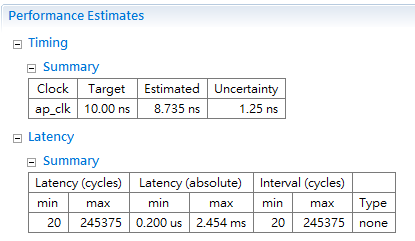 Performance Estimates
Timing
Summary
Clock Target Estimated Uncertainty
ap_clk 10.00 ns 8.735 ns 1.25 ns
Latency
Summary
Latency (cycles) Latency (absolute) Interval (cycles)
min max min max min max Type
20 245375 0.200 us 2.454 ms 20 245375 none